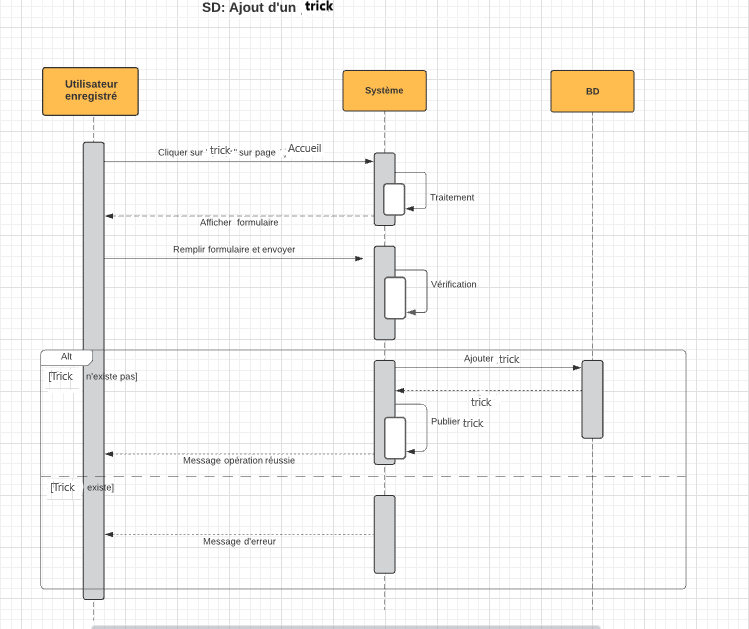 SD: Ajout d'un trick
Utilisateur
enregistré
Système
BD
Cliquer sur ' trick " sur page , Accueil
Traitement
Afficher formulaire
Remplir formulaire et envoyer
Vérification
Alt
[Trick n'existe pas]
Ajouter trick
trick
Publier trick
Message opération réussie
[Trick existe]
Message d'erreur